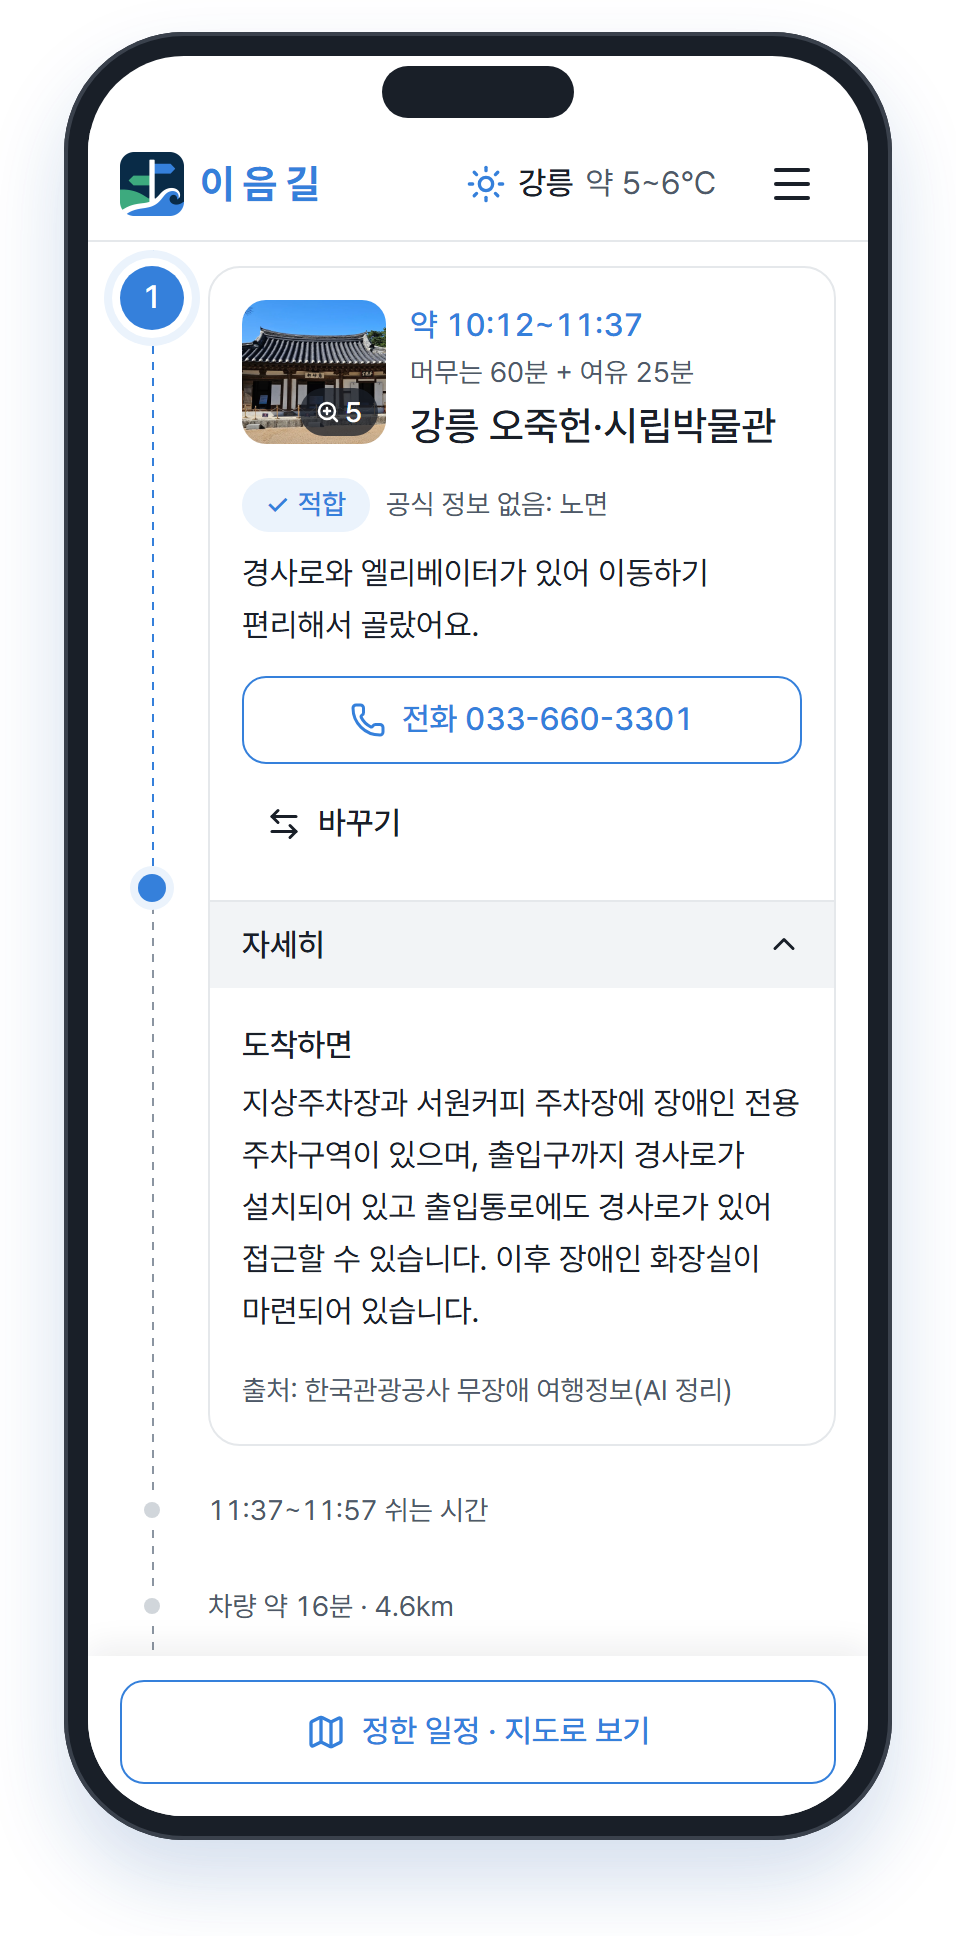 이음길
강릉 약 5~6°C
1
약 10:12~11:37
머무는 60분 + 여유 25분
강릉 오죽헌·시립박물관
5
적합 공식 정보 없음: 노면
경사로와 엘리베이터가 있어 이동하기
편리해서 골랐어요.
전화 033-660-3301
바꾸기
자세히
도착하면
지상주차장과 서원커피 주차장에 장애인 전용
주차구역이 있으며, 출입구까지 경사로가
설치되어 있고 출입통로에도 경사로가 있어
접근할 수 있습니다. 이후 장애인 화장실이
마련되어 있습니다.
출처: 한국관광공사 무장애 여행정보(AI 정리)
11:37~11:57 쉬는 시간
차량 약 16분 · 4.6km
정한 일정 · 지도로 보기